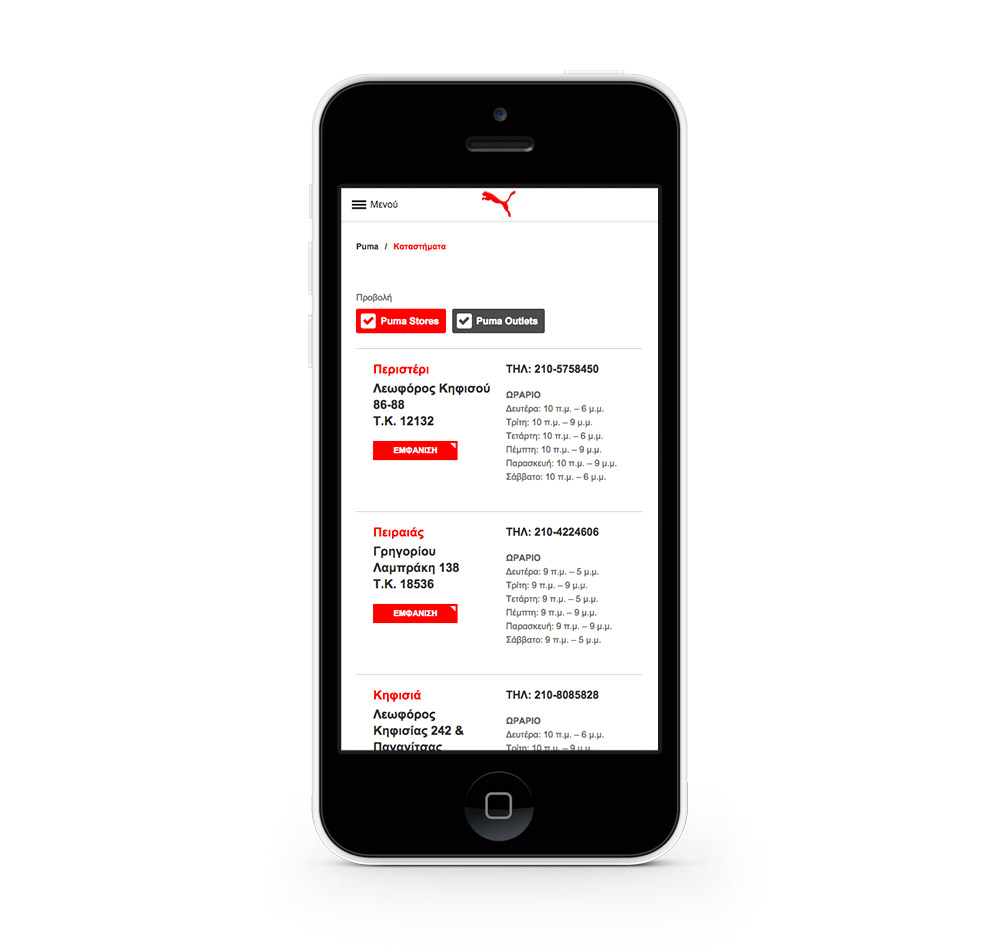 Μενού
Puma / Καταστήματα
Προβολή
Puma Stores Puma Outlets
Περιστέρι
Λεωφόρος Κηφισού
86-88
Τ.Κ. 12132
ΕΜΦΑΝΙΣΗ
ΤΗΛ: 210-5758450
ΩΡΑΡΙΟ
Δευτέρα: 10 π.μ. – 6 μ.μ.
Τρίτη: 10 π.μ. – 9 μ.μ.
Τετάρτη: 10 π.μ. – 6 μ.μ.
Πέμπτη: 10 π.μ. – 9 μ.μ.
Παρασκευή: 10 π.μ. – 9 μ.μ.
Σάββατο: 10 π.μ. – 6 μ.μ.
Πειραιάς
Γρηγορίου
Λαμπράκη 138
Τ.Κ. 18536
ΕΜΦΑΝΙΣΗ
ΤΗΛ: 210-4224606
ΩΡΑΡΙΟ
Δευτέρα: 9 π.μ. – 5 μ.μ.
Τρίτη: 9 π.μ. – 9 μ.μ.
Τετάρτη: 9 π.μ. – 5 μ.μ.
Πέμπτη: 9 π.μ. – 9 μ.μ.
Παρασκευή: 9 π.μ. – 9 μ.μ.
Σάββατο: 9 π.μ. – 5 μ.μ.
Κηφισιά
Λεωφόρος
Κηφισίας 242 &
Παναγίτσας
ΤΗΛ: 210-8085828
ΩΡΑΡΙΟ
Δευτέρα: 10 π.μ. – 6 μ.μ.
Τρίτη: 10 π.μ. – 9 μ.μ.